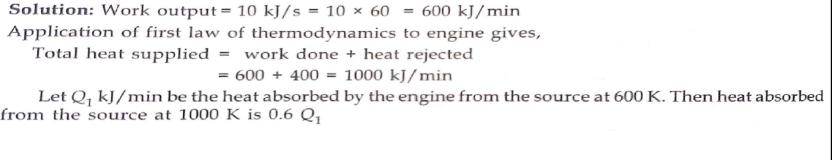 Solution: Work output = 10 kJ/s = 10 × 60 = 600 kJ/min
Application of first law of thermodynamics to engine gives,
Total heat supplied = work done + heat rejected
= 600 + 400 = 1000 kJ/min
Let Q₁ kJ/min be the heat absorbed by the engine from the source at 600 K. Then heat absorbed
from the source at 1000 K is 0.6 Q₁